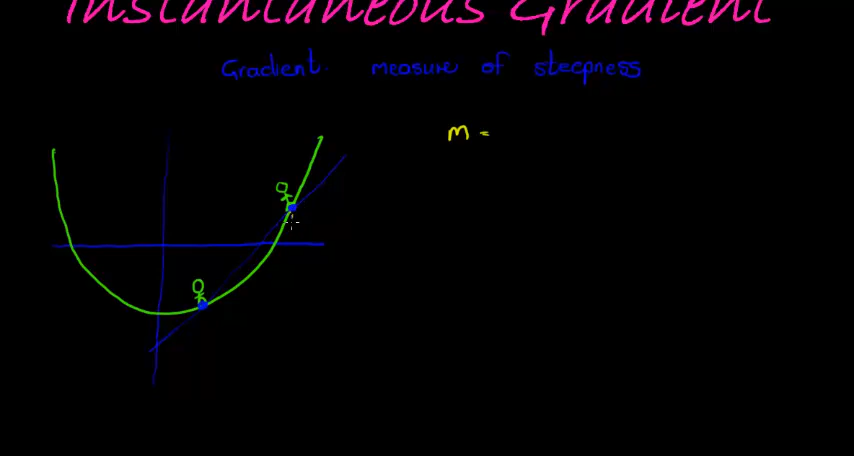 Instantaneous Gradient
Gradient. measure of steepness
m =